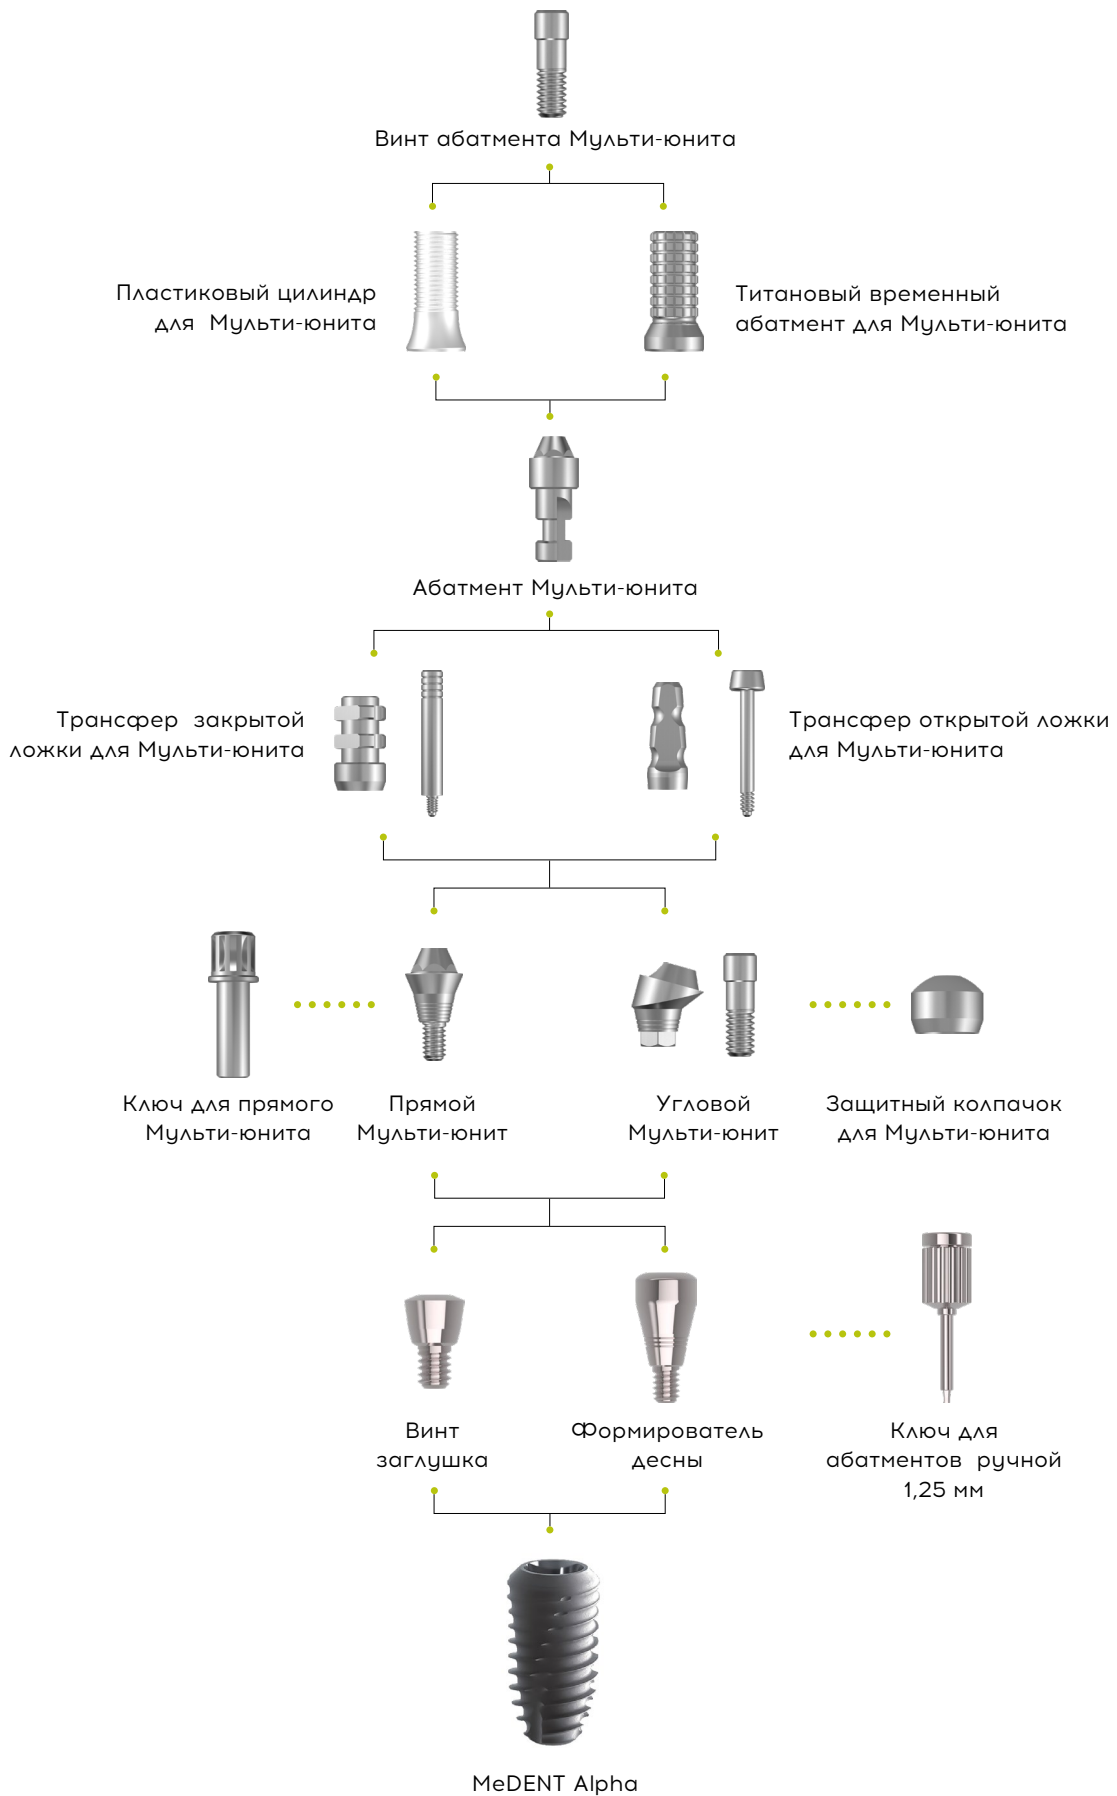 Винт абатмента Мульти-юнита
Пластиковый цилиндр
для Мульти-юнита
Титановый временный
абатмент для Мульти-юнита
Абатмент Мульти-юнита
Трансфер закрытой
ложки для Мульти-юнита
Трансфер открытой ложки
для Мульти-юнита
Ключ для прямого
Мульти-юнита
Прямой
Мульти-юнит
Угловой
Мульти-юнит
Защитный колпачок
для Мульти-юнита
Винт
заглушка
Формирователь
десны
Ключ для
абатментов ручной
1,25 мм
MeDENT Alpha